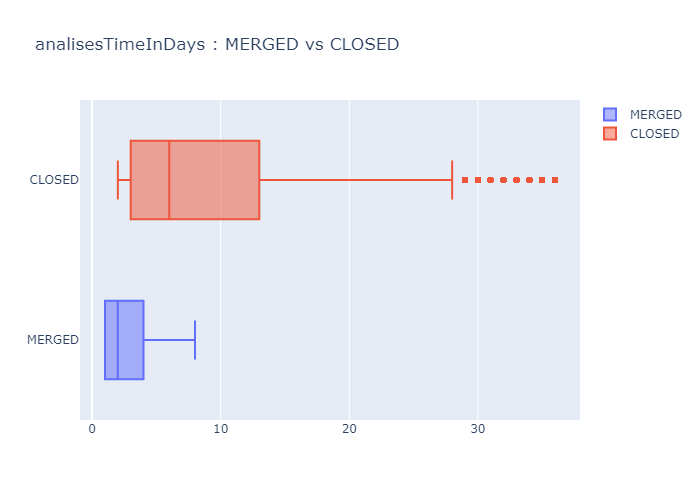 analisesTimeInDays : MERGED vs CLOSED
MERGED
CLOSED
CLOSED
MERGED
0
10
20
30